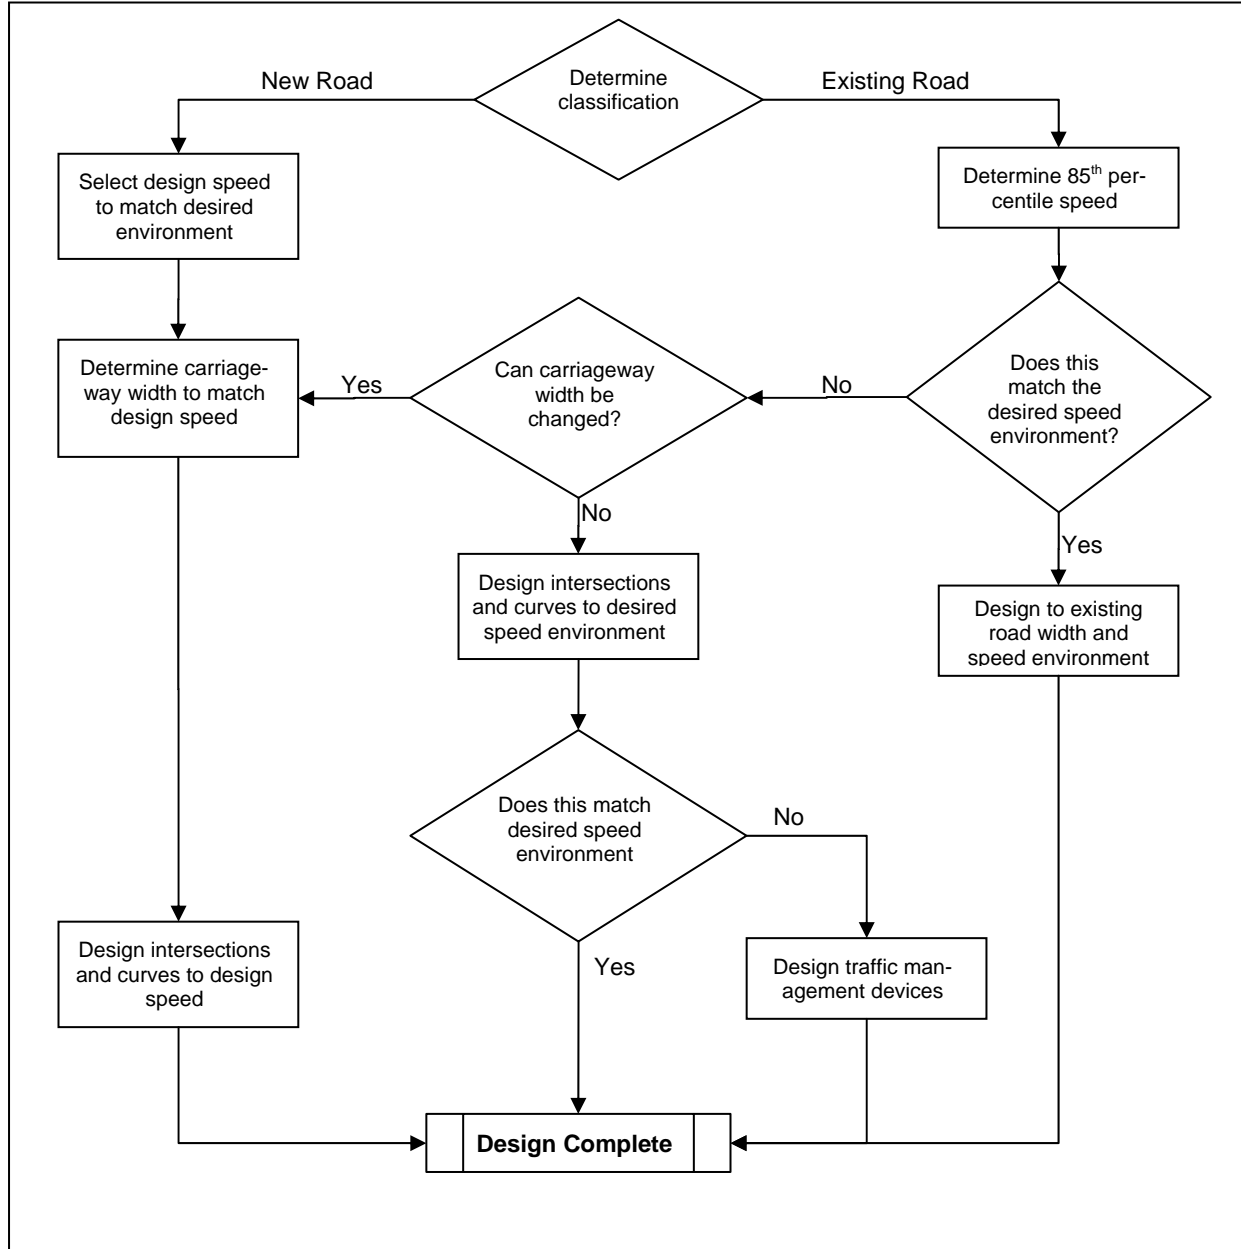 New Road
Determine
classification
Existing Road
Select design speed
to match desired
environment
Determine 85th per-
centile speed
Determine carriage-
way width to match
design speed
Yes
Can carriageway
width be
changed?
No
Does this
match the
desired speed
environment?
No
Yes
Design intersections
and curves to desired
speed environment
Design to existing
road width and
speed environment
Does this match
desired speed
environment
No
Design intersections
and curves to design
speed
Yes
Design traffic man-
agement devices
Design Complete